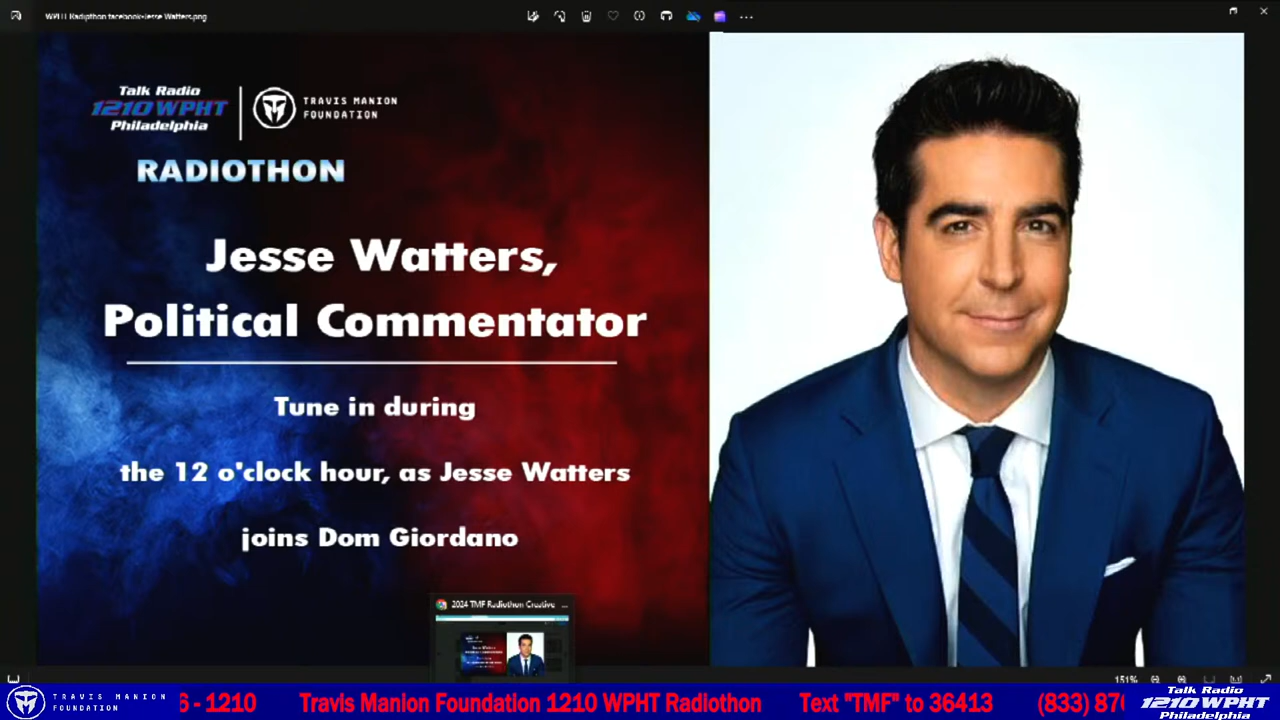 WPHT Radiothon facebook-Jesse Watters.png
Talk Radio
1210 WPHT
Philadelphia
TRAVIS MANION
FOUNDATION
RADIOTHON
Jesse Watters,
Political Commentator
Tune in during
the 12 o'clock hour, as Jesse Watters
joins Dom Giordano
2024 TMF Radiothon Creative ...
151%
TRAVIS MANION
FOUNDATION
6 - 1210 Travis Manion Foundation 1210 WPHT Radiothon Text "TMF" to 36413 (833) 87
Talk Radio
1210 WPHT
Philadelphia